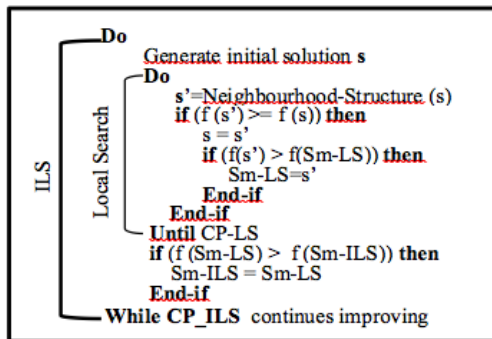 Do
Generate initial solution s
Do
s'=Neighbourhood-Structure (s)
if (f (s') >= f (s)) then
s = s'
if (f(s') > f(Sm-LS)) then
Sm-LS=s'
End-if
End-if
Until CP-LS
if (f (Sm-LS) > f (Sm-ILS)) then
Sm-ILS = Sm-LS
End-if
While CP_ILS continues improving
Local Search
ILS